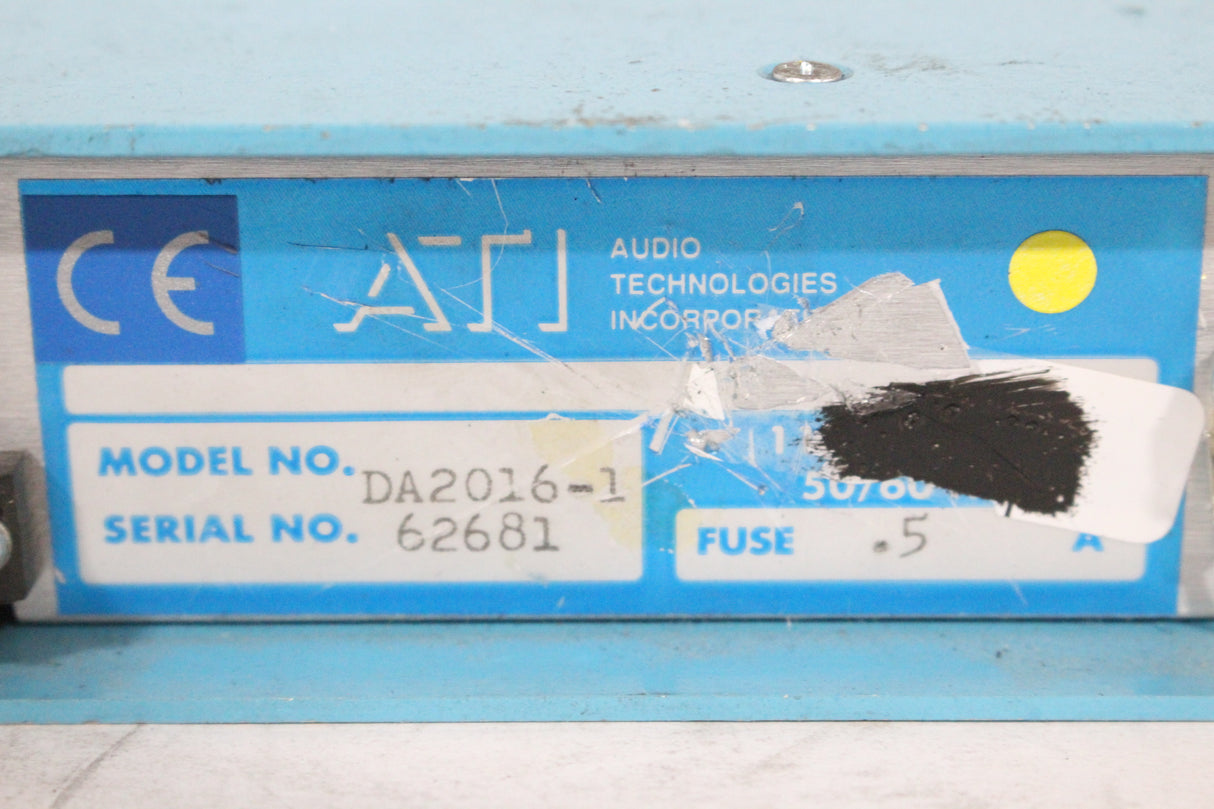 CE
ATI
AUDIO
TECHNOLOGIES
MODEL NO. DA2016-1
SERIAL NO. 62681
50/60
FUSE .5 A